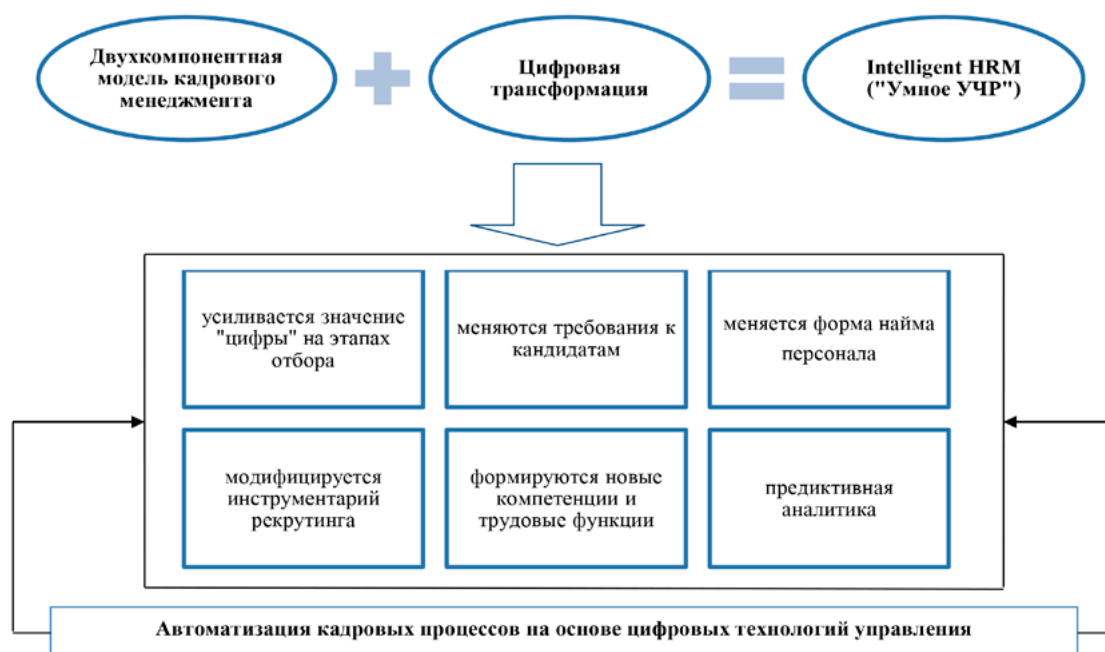 Двухкомпонентная
модель кадрового
менеджмента
Цифровая
трансформация
Intelligent HRM
("Умное УЧР")
усиливается значение
"цифры" на этапах
отбора
меняются требования к
кандидатам
меняется форма найма
персонала
модифицируется
инструментарий
рекрутинга
формируются новые
компетенции и
трудовые функции
предиктивная
аналитика
Автоматизация кадровых процессов на основе цифровых технологий управления